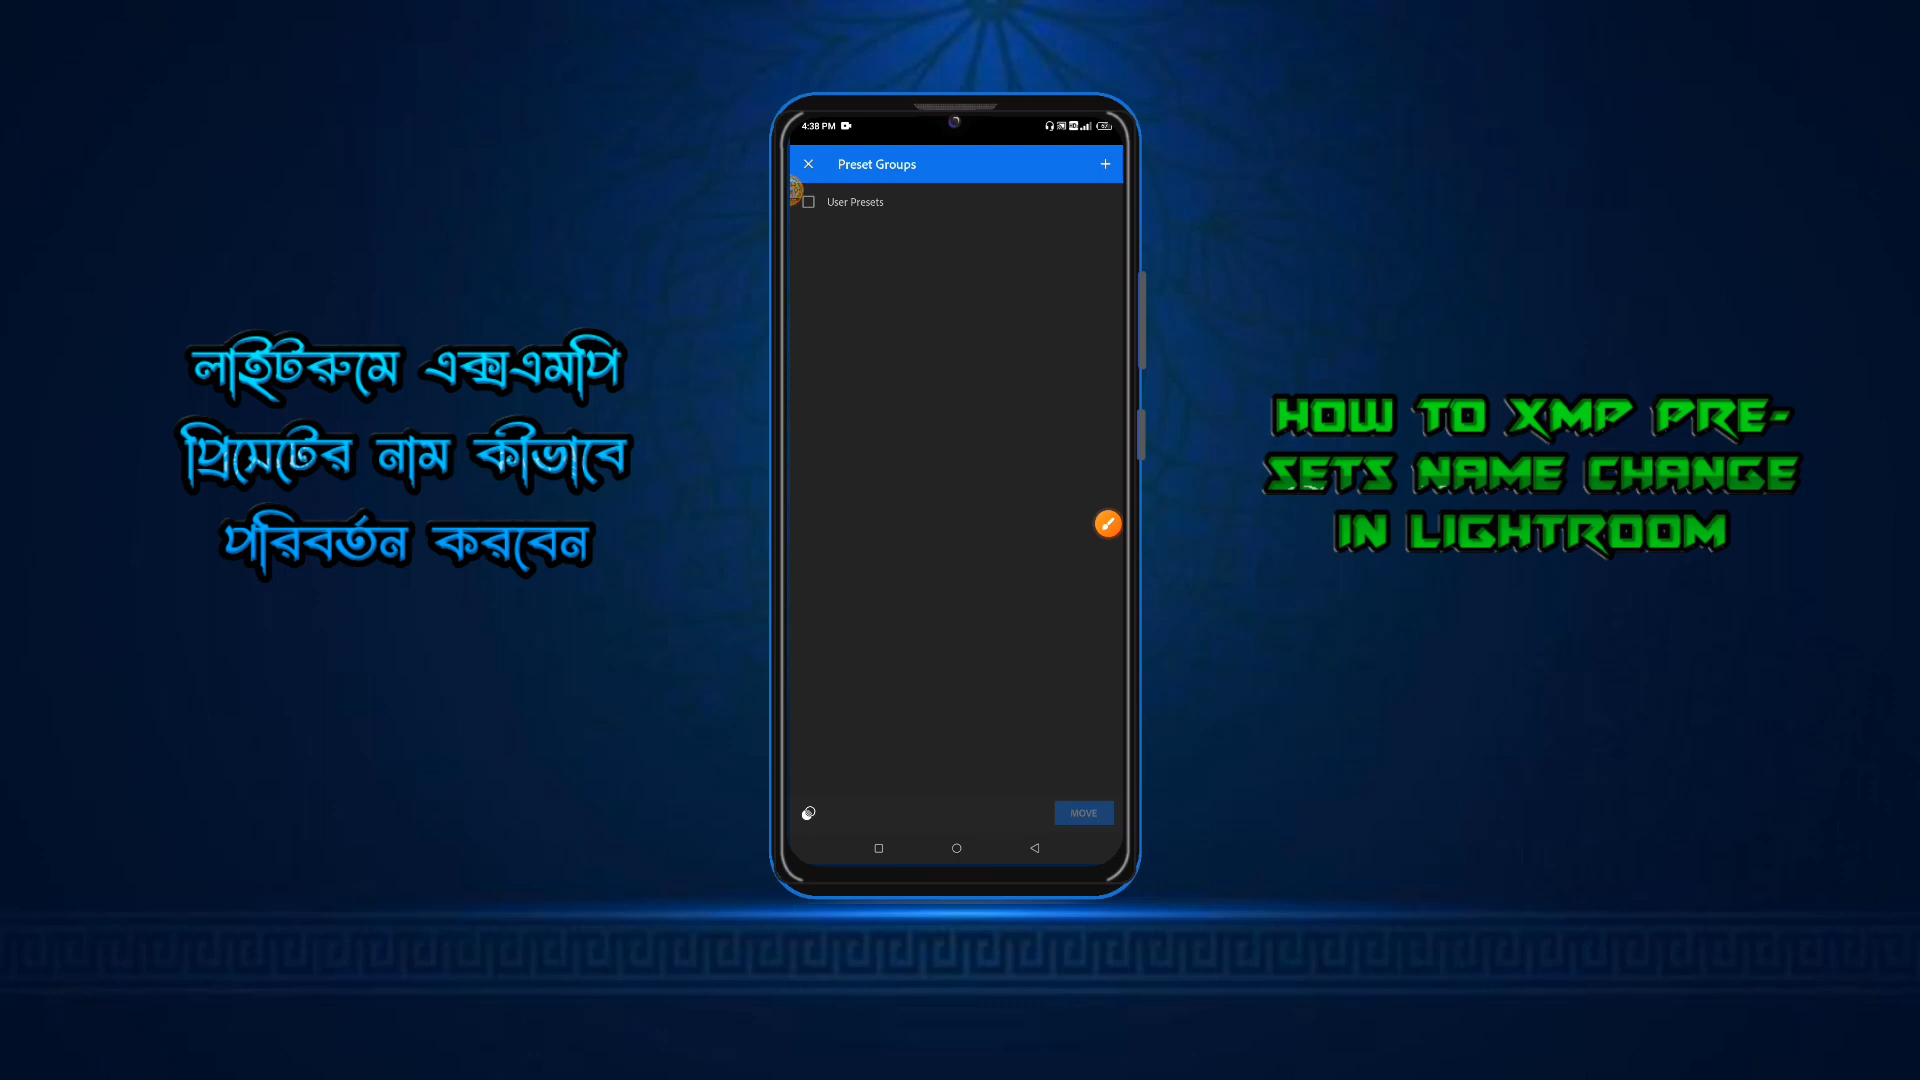 লাইটরুমে এক্সএমপি
প্রিসেটের নাম কীভাবে
পরিবর্তন করবেন
4:38 PM
Preset Groups
User Presets
MOVE
HOW TO XMP PRE-
SETS NAME CHANGE
IN LIGHTROOM